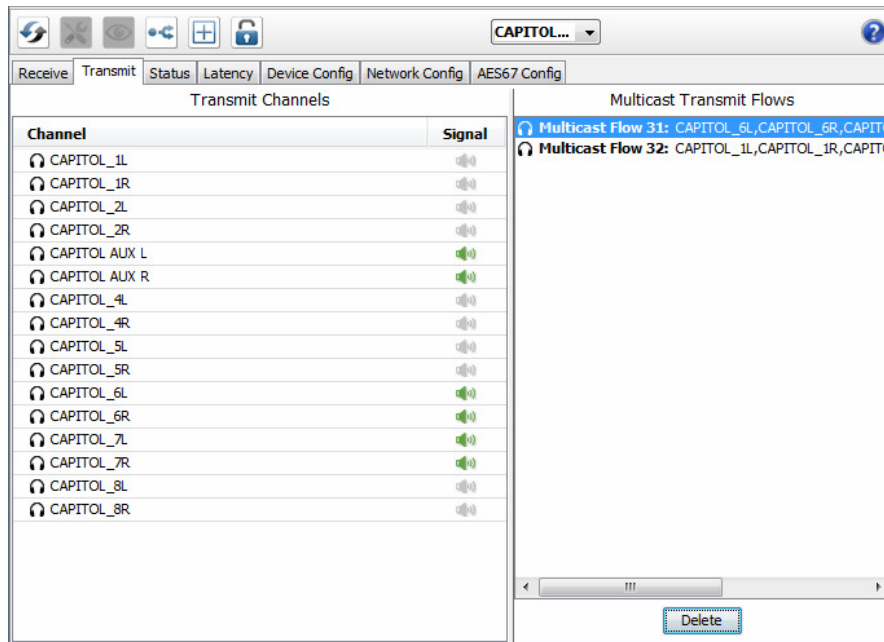 CAPITOL...
Receive Transmit Status Latency Device Config Network Config AES67 Config
Transmit Channels
Channel Signal
CAPITOL_1L
CAPITOL_1R
CAPITOL_2L
CAPITOL_2R
CAPITOL AUX L
CAPITOL AUX R
CAPITOL_4L
CAPITOL_4R
CAPITOL_5L
CAPITOL_5R
CAPITOL_6L
CAPITOL_6R
CAPITOL_7L
CAPITOL_7R
CAPITOL_8L
CAPITOL_8R
Multicast Transmit Flows
Multicast Flow 31: CAPITOL_6L,CAPITOL_6R,CAPITO
Multicast Flow 32: CAPITOL_1L,CAPITOL_1R,CAPITO
Delete